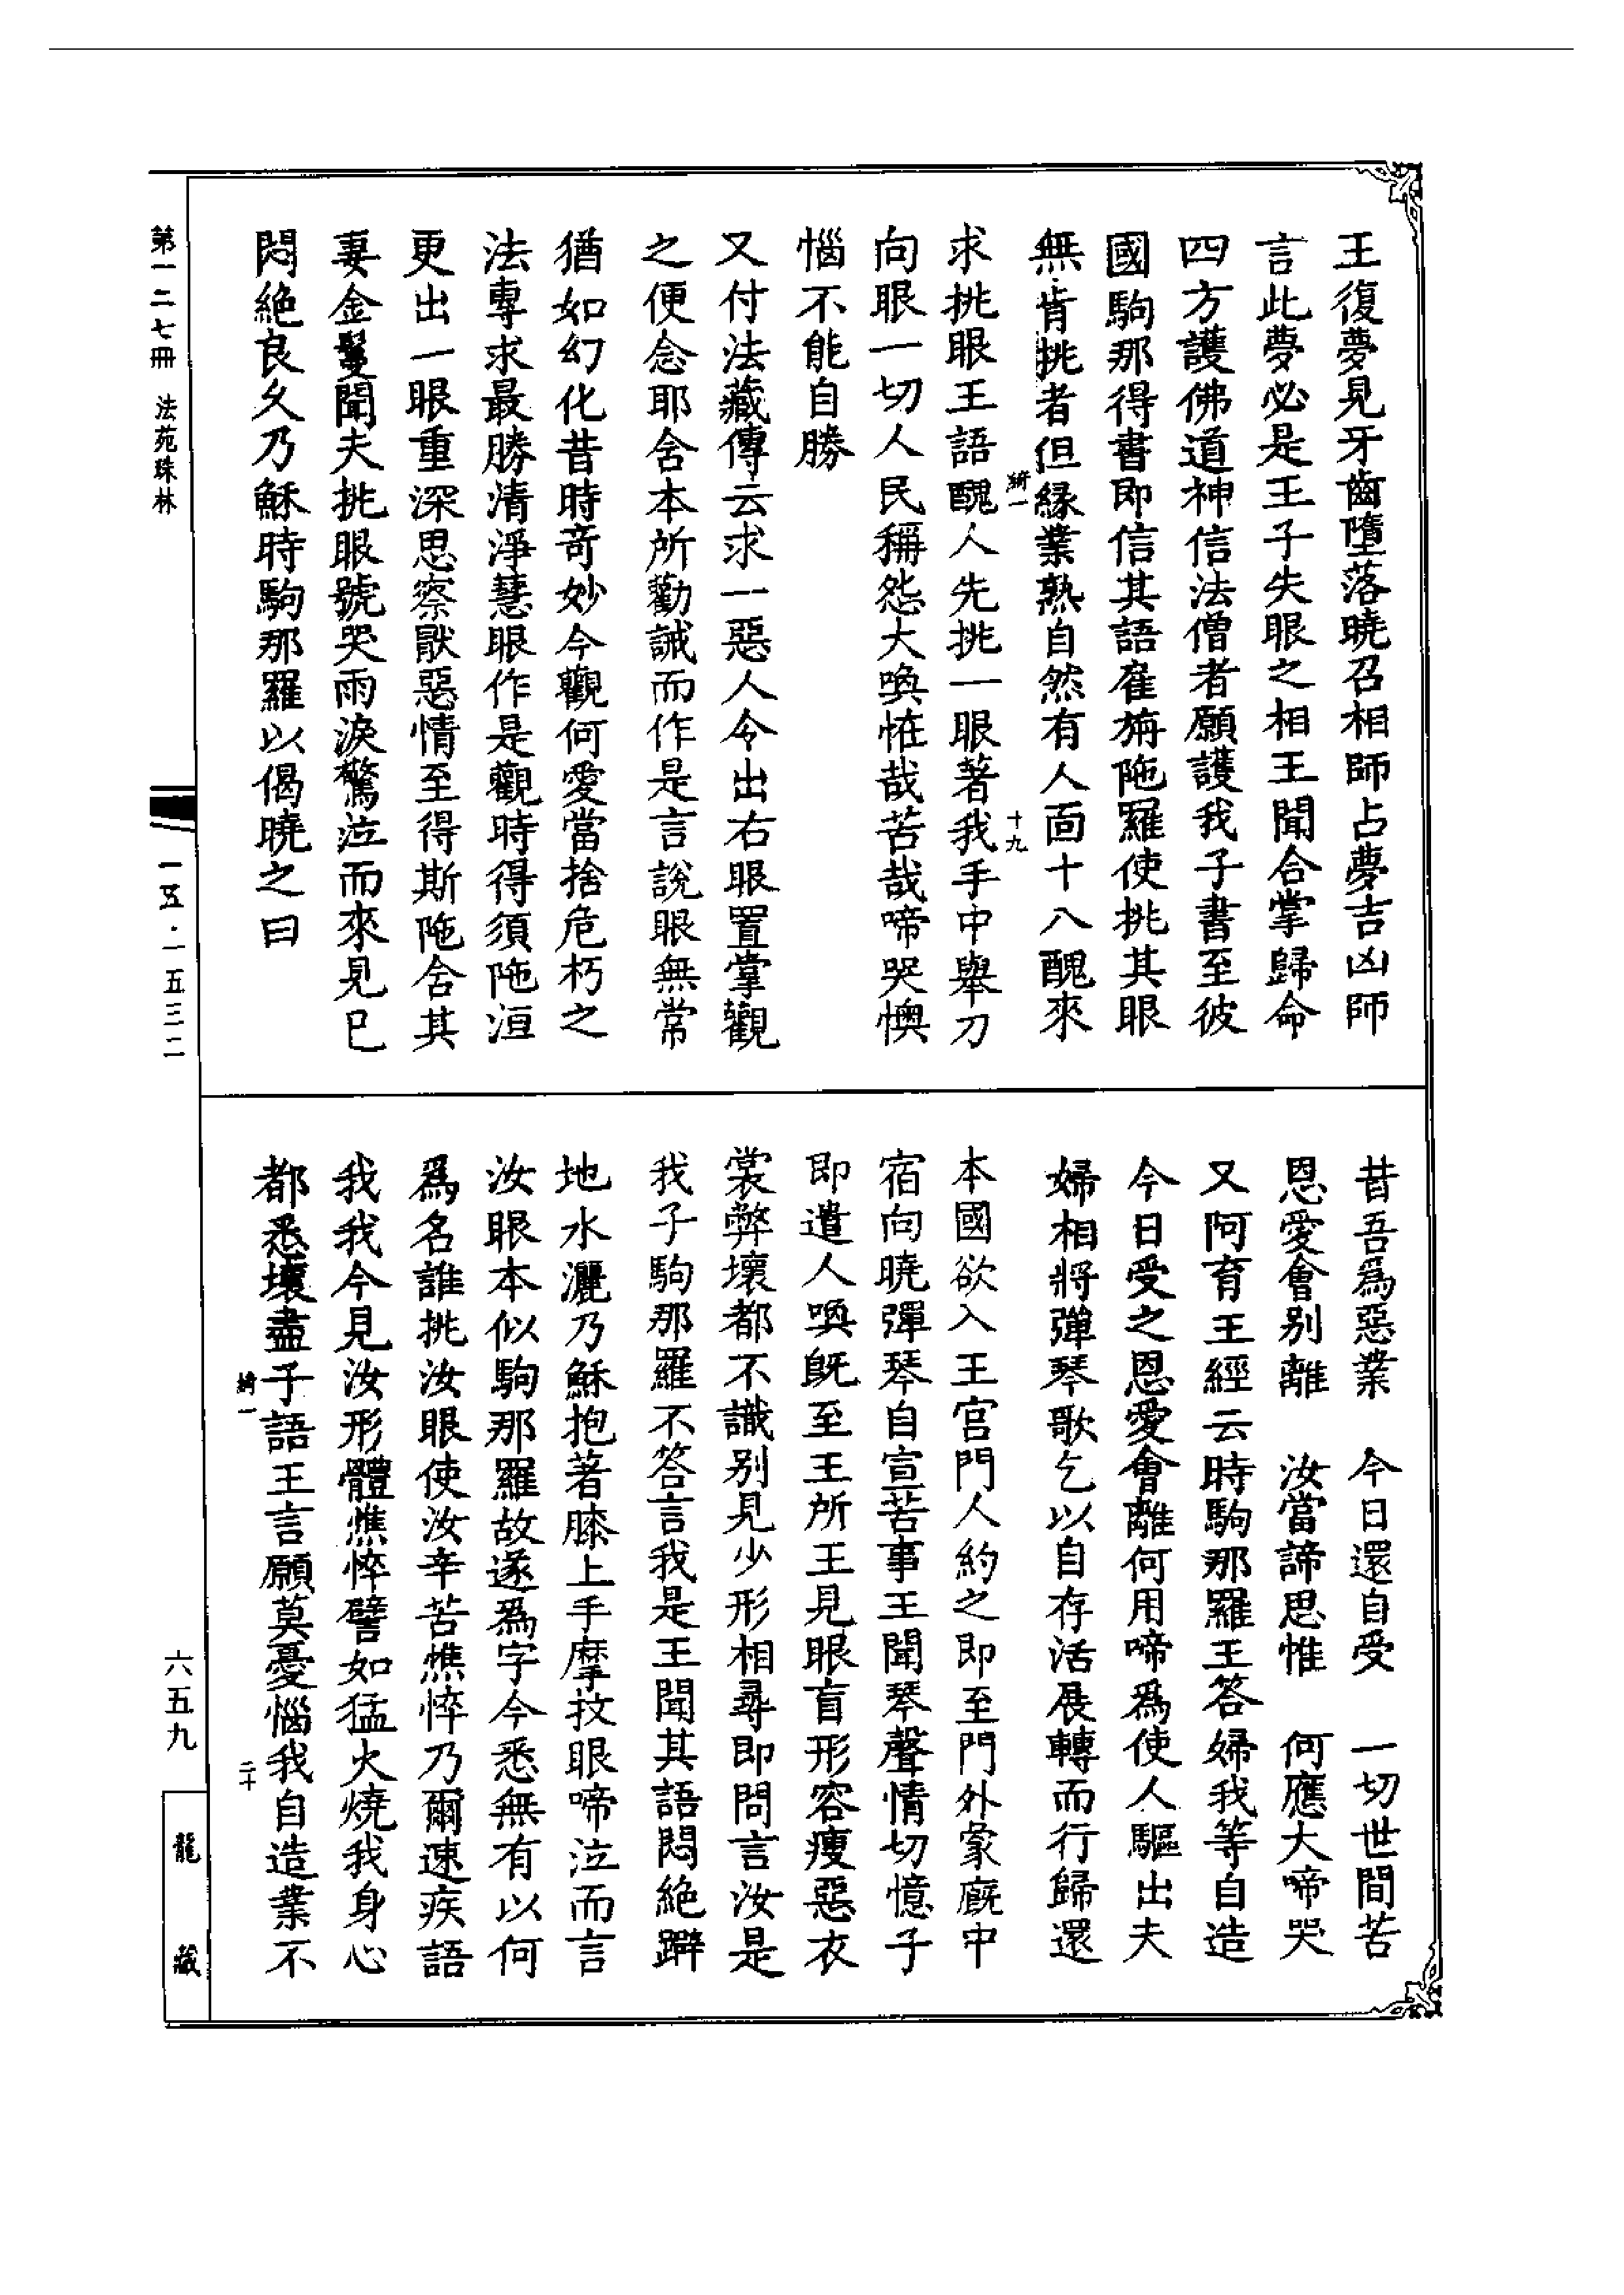 王復夢見牙齒墮落曉召相師占夢吉凶師
言此夢必是王子失眼之相王聞合掌歸命
四方護佛道神信法僧者願護我子書至彼
國駒那得書即信其語雇旃陁羅使挑其眼
無肯挑者但緣業熟自然有人面十八醜來
綺一
十九
求挑眼王語醜人先挑一眼著我手中舉刀
向眼一切人民稱怨大喚恠哉苦哉啼哭懊
惱不能自勝
又付法藏傳云求一惡人令出右眼置掌觀
之便念耶舍本所勸誡而作是言說眼無常
猶如幻化昔時奇妙今觀何愛當捨危朽之
法專求最勝清淨慧眼作是觀時得須陁洹
更出一眼重深思察厭惡情至得斯陁含其
妻金鬘聞夫挑眼號哭雨淚驚泣而來見已
悶絕良久乃穌時駒那羅以偈曉之曰
昔吾為惡業　今日還自受　一切世間苦
恩愛會別離　汝當諦思惟　何應大啼哭
又阿育王經云時駒那羅王答婦我等自造
今日受之恩愛會離何用啼為使人驅出夫
婦相將彈琴歌乞以自存活展轉而行歸還
本國欲入王宮門人約之即至門外象廄中
宿向曉彈琴自宣苦事王聞琴聲情切憶子
即遣人喚既至王所王見眼盲形容瘦惡衣
裳弊壞都不識別見少形相尋即問言汝是
我子駒那羅不答言我是王聞其語悶絕躃
地水灑乃穌抱著膝上手摩抆眼啼泣而言
汝眼本似駒那羅故遂為字今悉無有以何
為名誰挑汝眼使汝辛苦憔悴乃爾速疾語
我我今見汝形體憔悴譬如猛火燒我身心
都悉壞盡子語王言願莫憂惱我自造業不
綺一
二十
第一二七冊　法苑珠林
一五·一五三二
六五九
龍藏